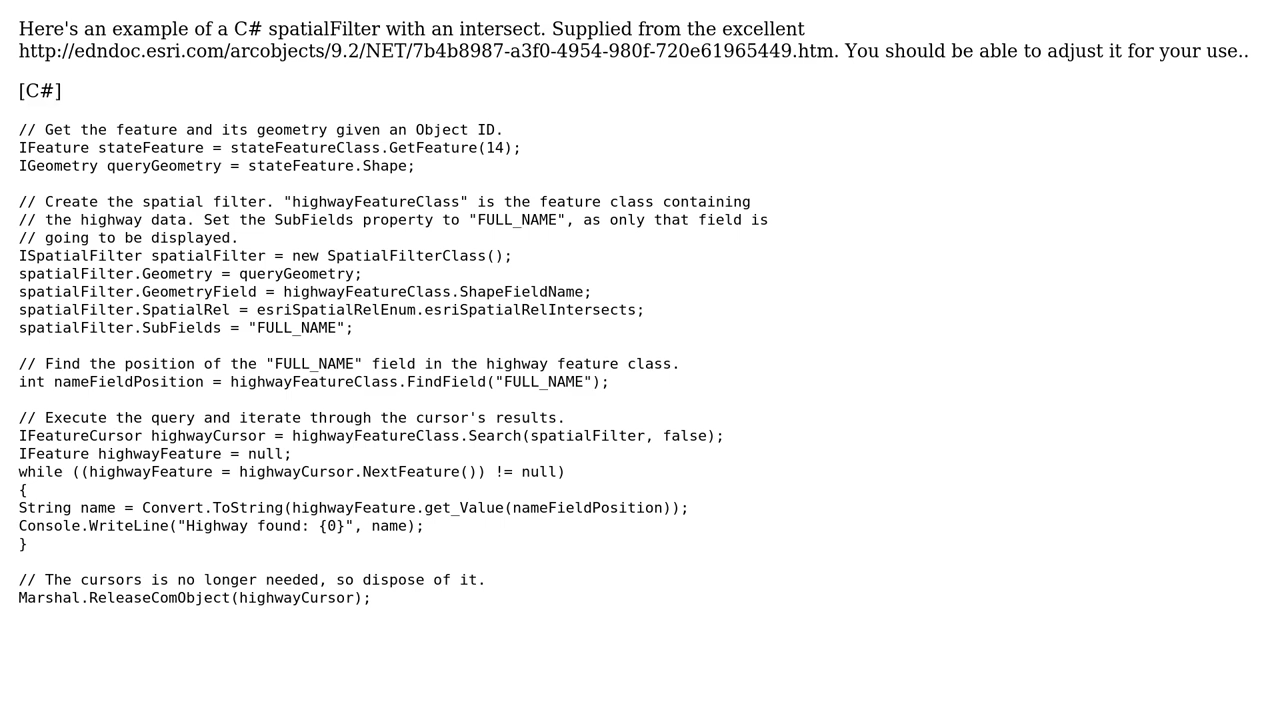 Here's an example of a C# spatialFilter with an intersect. Supplied from the excellent
http://edndoc.esri.com/arcobjects/9.2/NET/7b4b8987-a3f0-4954-980f-720e61965449.htm. You should be able to adjust it for your use..
[C#]
// Get the feature and its geometry given an Object ID.
IFeature stateFeature = stateFeatureClass.GetFeature(14);
IGeometry queryGeometry = stateFeature.Shape;
// Create the spatial filter. "highwayFeatureClass" is the feature class containing
// the highway data. Set the SubFields property to "FULL_NAME", as only that field is
// going to be displayed.
ISpatialFilter spatialFilter = new SpatialFilterClass();
spatialFilter.Geometry = queryGeometry;
spatialFilter.GeometryField = highwayFeatureClass.ShapeFieldName;
spatialFilter.SpatialRel = esriSpatialRelEnum.esriSpatialRelIntersects;
spatialFilter.SubFields = "FULL_NAME";
// Find the position of the "FULL_NAME" field in the highway feature class.
int nameFieldPosition = highwayFeatureClass.FindField("FULL_NAME");
// Execute the query and iterate through the cursor's results.
IFeatureCursor highwayCursor = highwayFeatureClass.Search(spatialFilter, false);
IFeature highwayFeature = null;
while ((highwayFeature = highwayCursor.NextFeature()) != null)
{
String name = Convert.ToString(highwayFeature.get_Value(nameFieldPosition));
Console.WriteLine("Highway found: {0}", name);
}
// The cursors is no longer needed, so dispose of it.
Marshal.ReleaseComObject(highwayCursor);